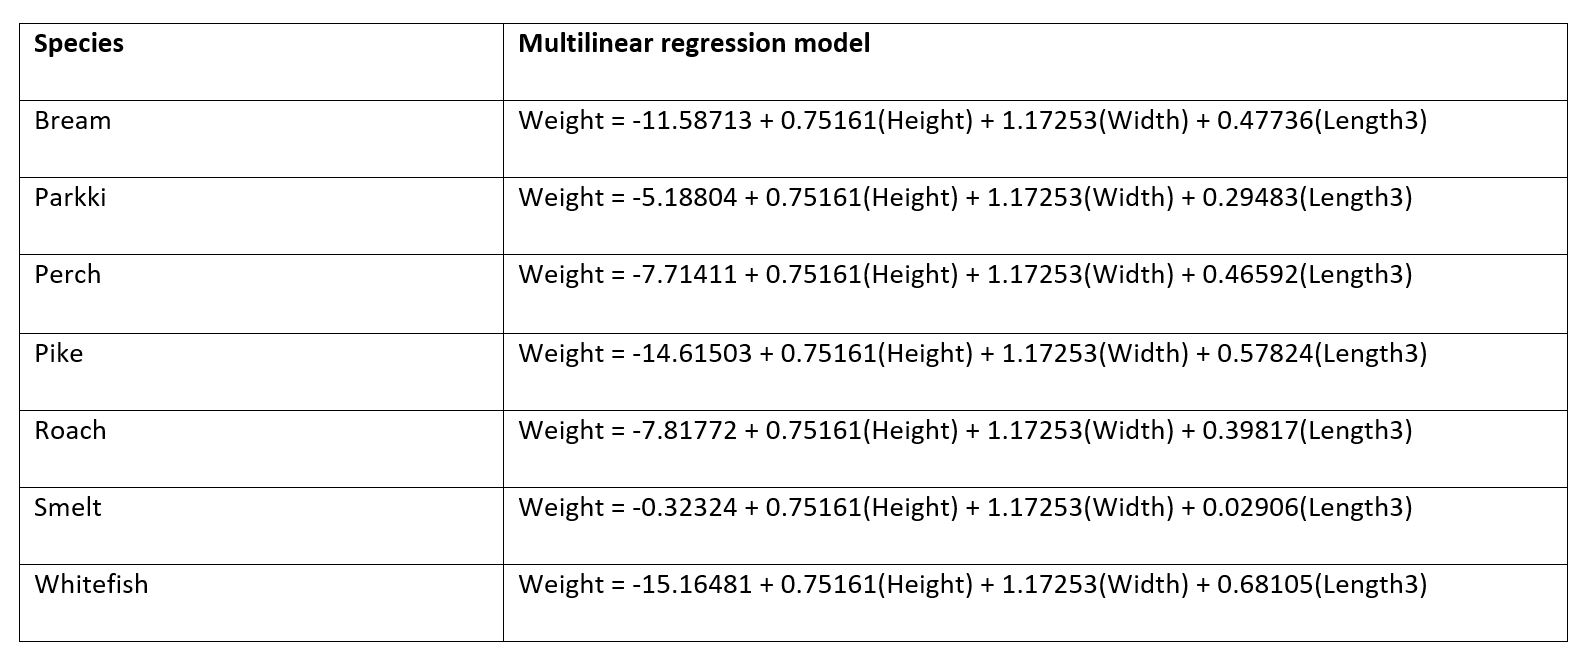 Species Multilinear regression model
Bream Weight = -11.58713 + 0.75161(Height) + 1.17253(Width) + 0.47736(Length3)
Parkki Weight = -5.18804 + 0.75161(Height) + 1.17253(Width) + 0.29483(Length3)
Perch Weight = -7.71411 + 0.75161(Height) + 1.17253(Width) + 0.46592(Length3)
Pike Weight = -14.61503 + 0.75161(Height) + 1.17253(Width) + 0.57824(Length3)
Roach Weight = -7.81772 + 0.75161(Height) + 1.17253(Width) + 0.39817(Length3)
Smelt Weight = -0.32324 + 0.75161(Height) + 1.17253(Width) + 0.02906(Length3)
Whitefish Weight = -15.16481 + 0.75161(Height) + 1.17253(Width) + 0.68105(Length3)